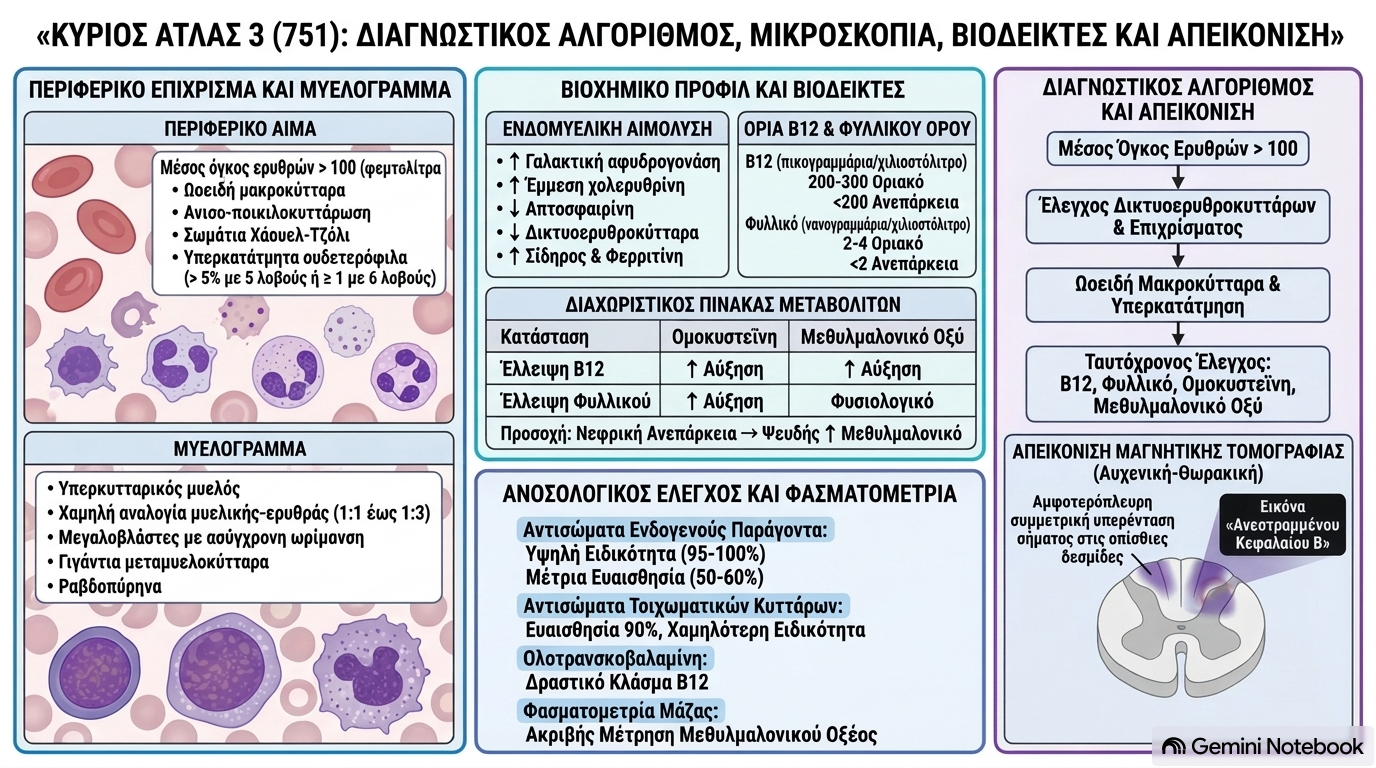 «ΚΥΡΙΟΣ ΑΤΛΑΣ 3 (751): ΔΙΑΓΝΩΣΤΙΚΟΣ ΑΛΓΟΡΙΘΜΟΣ, ΜΙΚΡΟΣΚΟΠΙΑ, ΒΙΟΔΕΙΚΤΕΣ ΚΑΙ ΑΠΕΙΚΟΝΙΣΗ»
ΠΕΡΙΦΕΡΙΚΟ ΕΠΙΧΡΙΣΜΑ ΚΑΙ ΜΥΕΛΟΓΡΑΜΜΑ
ΠΕΡΙΦΕΡΙΚΟ ΑΙΜΑ
Μέσος όγκος ερυθρών > 100 (φεμτολίτρα
• Ωοειδή μακροκύτταρα
• Ανισο-ποικιλοκυττάρωση
• Σωμάτια Χάουελ-Τζόλι
• Υπερκατάτμητα ουδετερόφιλα
(> 5% με 5 λοβούς ή ≥ 1 με 6 λοβούς)
ΜΥΕΛΟΓΡΑΜΜΑ
• Υπερκυτταρικός μυελός
• Χαμηλή αναλογία μυελικής-ερυθράς (1:1 έως 1:3)
• Μεγαλοβλάστες με ασύγχρονη ωρίμανση
• Γιγάντια μεταμυελοκύτταρα
• Ραβδοπύρηνα
ΒΙΟΧΗΜΙΚΟ ΠΡΟΦΙΛ ΚΑΙ ΒΙΟΔΕΙΚΤΕΣ
ΕΝΔΟΜΥΕΛΙΚΗ ΑΙΜΟΛΥΣΗ
• ↑ Γαλακτική αφυδρογονάση
• ↑ Έμμεση χολερυθρίνη
• ↓ Απτοσφαιρίνη
• ↓ Δικτυοερυθροκύτταρα
• ↑ Σίδηρος & Φερριτίνη
ΟΡΙΑ Β12 & ΦΥΛΛΙΚΟΥ ΟΡΟΥ
Β12 (πικογραμμάρια/χιλιοστόλιτρο)
200-300 Οριακό
<200 Ανεπάρκεια
Φυλλικό (νανογραμμάρια/χιλιοστόλιτρο)
2-4 Οριακό
<2 Ανεπάρκεια
ΔΙΑΧΩΡΙΣΤΙΚΟΣ ΠΙΝΑΚΑΣ ΜΕΤΑΒΟΛΙΤΩΝ
Κατάσταση Ομοκυστεΐνη Μεθυλμαλονικό Οξύ
Έλλειψη Β12 ↑ Αύξηση ↑ Αύξηση
Έλλειψη Φυλλικού ↑ Αύξηση Φυσιολογικό
Προσοχή: Νεφρική Ανεπάρκεια → Ψευδής ↑ Μεθυλμαλονικό
ΑΝΟΣΟΛΟΓΙΚΟΣ ΕΛΕΓΧΟΣ ΚΑΙ ΦΑΣΜΑΤΟΜΕΤΡΙΑ
Αντισώματα Ενδογενούς Παράγοντα:
Υψηλή Ειδικότητα (95-100%)
Μέτρια Ευαισθησία (50-60%)
Αντισώματα Τοιχωματικών Κυττάρων:
Ευαισθησία 90%, Χαμηλότερη Ειδικότητα
Ολοτρανσκοβαλαμίνη:
Δραστικό Κλάσμα Β12
Φασματομετρία Μάζας:
Ακριβής Μέτρηση Μεθυλμαλονικού Οξέος
ΔΙΑΓΝΩΣΤΙΚΟΣ ΑΛΓΟΡΙΘΜΟΣ
ΚΑΙ ΑΠΕΙΚΟΝΙΣΗ
Μέσος Όγκος Ερυθρών > 100
Έλεγχος Δικτυοερυθροκυττάρων
& Επιχρίσματος
Ωοειδή Μακροκύτταρα &
Υπερκατάτμηση
Ταυτόχρονος Έλεγχος:
Β12, Φυλλικό, Ομοκυστεΐνη,
Μεθυλμαλονικό Οξύ
ΑΠΕΙΚΟΝΙΣΗ ΜΑΓΝΗΤΙΚΗΣ ΤΟΜΟΓΡΑΦΙΑΣ
(Αυχενική-Θωρακική)
Αμφοτερόπλευρη
συμμετρική υπερένταση
σήματος στις οπίσθιες
δεσμίδες
Εικόνα
«Ανεοτραμμένου
Κεφαλαίου Β»
Gemini Notebook